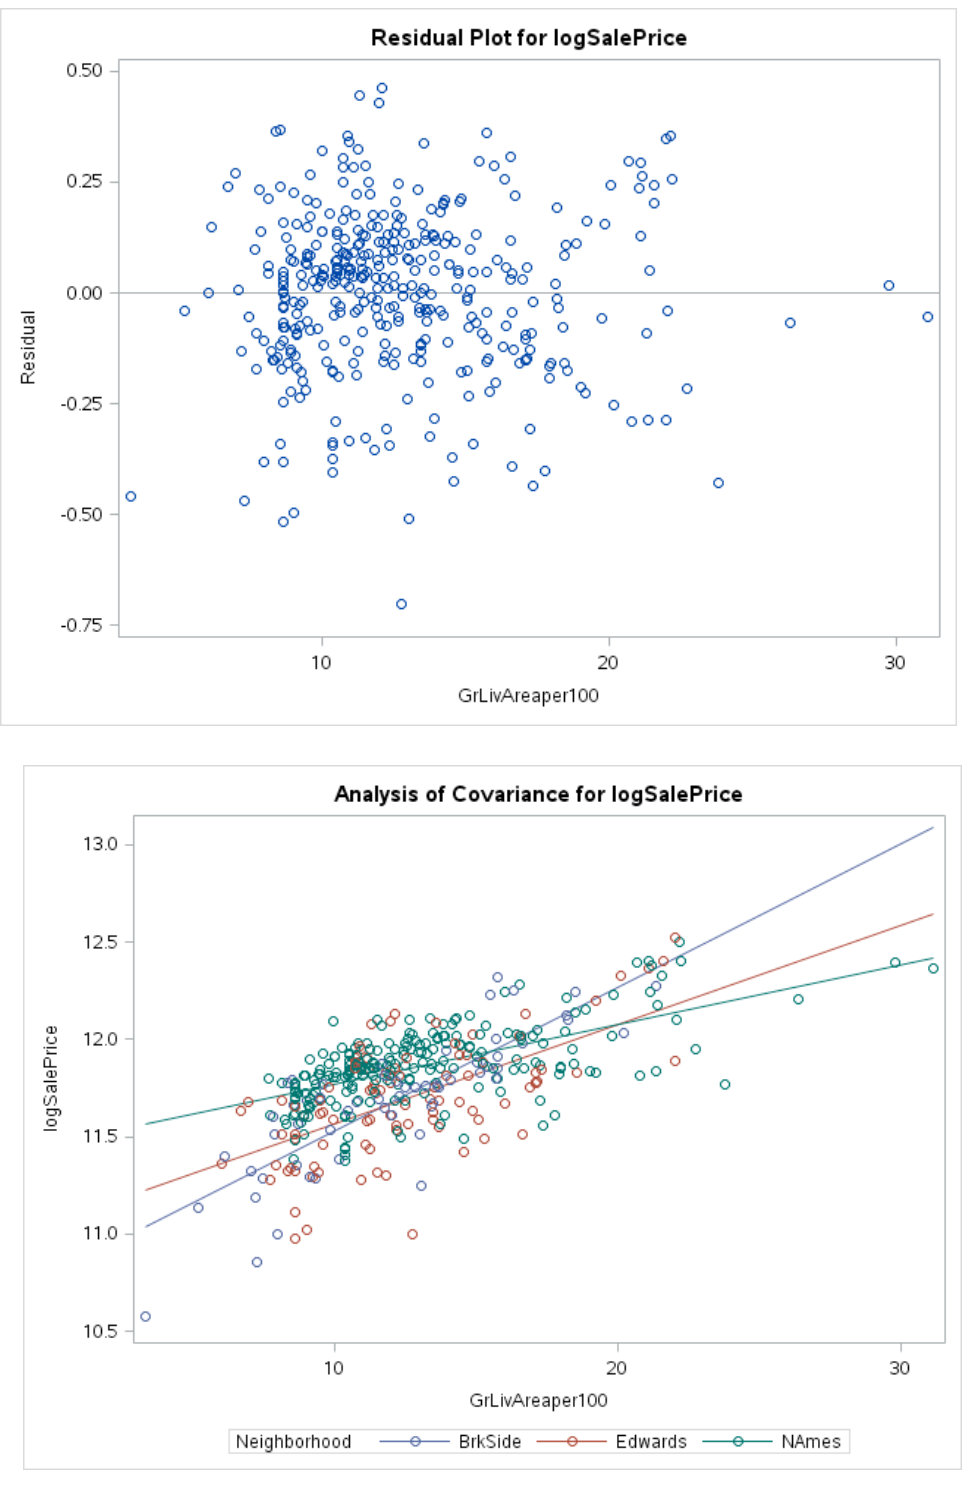 Residual Plot for logSalePrice
0.50
0.25
0.00
-0.25
-0.50
-0.75
Residual
10 20 30
GrLivAreaper100
Analysis of Covariance for logSalePrice
13.0
12.5
12.0
11.5
11.0
10.5
logSalePrice
10 20 30
GrLivAreaper100
Neighborhood BrkSide Edwards NAmes